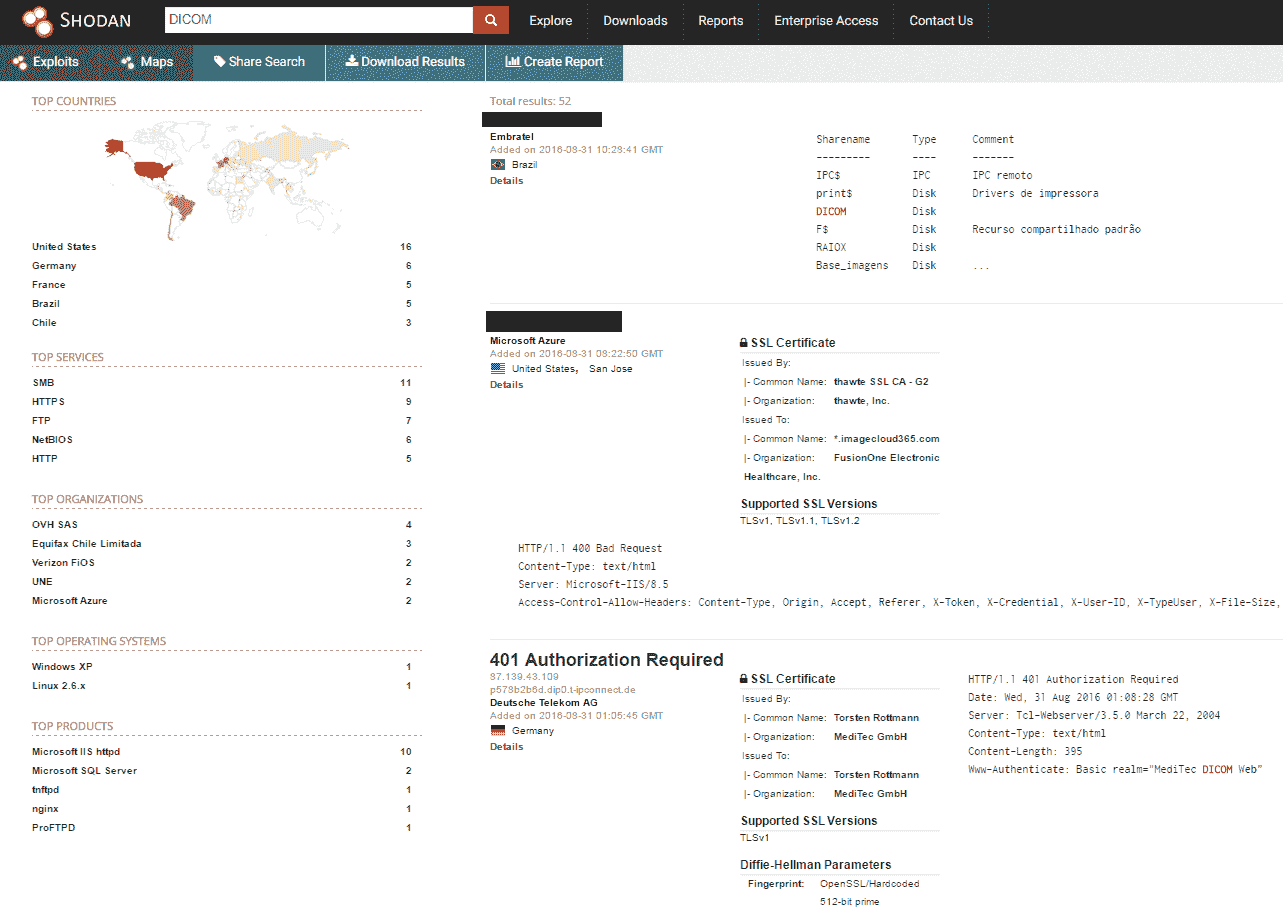 SHODAN
DICOM
Explore
Downloads
Reports
Enterprise Access
Contact Us
Exploits
Maps
Share Search
Download Results
Create Report
TOP COUNTRIES
United States 16
Germany 6
France 5
Brazil 5
Chile 3
TOP SERVICES
SMB 11
HTTPS 9
FTP 7
NetBIOS 6
HTTP 5
TOP ORGANIZATIONS
OVH SAS 4
Equifax Chile Limitada 3
Verizon FiOS 2
UNE 2
Microsoft Azure 2
TOP OPERATING SYSTEMS
Windows XP 1
Linux 2.6.x 1
TOP PRODUCTS
Microsoft IIS httpd 10
Microsoft SQL Server 2
tnftpd 1
nginx 1
ProFTPD 1
Total results: 52
Embratel
Added on 2016-08-31 10:28:41 GMT
Brazil
Details
Sharename Type Comment
--------- ---- -------
IPC$ IPC IPC remoto
print$ Disk Drivers de impressora
DICOM Disk
F$ Disk Recurso compartilhado padrão
RAIOX Disk
Base_imagens Disk ...
Microsoft Azure
Added on 2016-08-31 08:22:50 GMT
United States, San Jose
Details
SSL Certificate
Issued By:
|- Common Name: thawte SSL CA - G2
|- Organization: thawte, Inc.
Issued To:
|- Common Name: *.imagecloud365.com
|- Organization: FusionOne Electronic
Healthcare, Inc.
Supported SSL Versions
TLSv1, TLSv1.1, TLSv1.2
HTTP/1.1 400 Bad Request
Content-Type: text/html
Server: Microsoft-IIS/8.5
Access-Control-Allow-Headers: Content-Type, Origin, Accept, Referer, X-Token, X-Credential, X-User-ID, X-TypeUser, X-File-Size,
401 Authorization Required
87.139.43.109
p578b2b6d.dip0.t-ipconnect.de
Deutsche Telekom AG
Added on 2016-08-31 01:05:45 GMT
Germany
Details
SSL Certificate
Issued By:
|- Common Name: Torsten Rottmann
|- Organization: MediTec GmbH
Issued To:
|- Common Name: Torsten Rottmann
|- Organization: MediTec GmbH
Supported SSL Versions
TLSv1
Diffie-Hellman Parameters
Fingerprint: OpenSSL/Hardcoded
512-bit prime
HTTP/1.1 401 Authorization Required
Date: Wed, 31 Aug 2016 01:08:28 GMT
Server: Tcl-Webserver/3.5.0 March 22, 2004
Content-Type: text/html
Content-Length: 395
Www-Authenticate: Basic realm="MediTec DICOM Web"